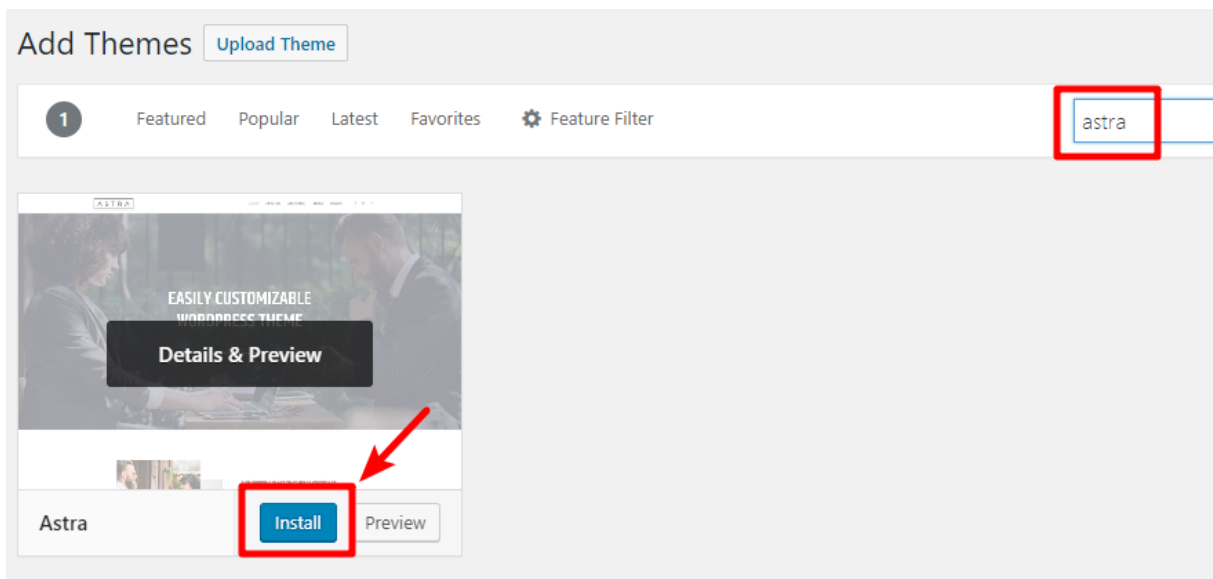 Add Themes Upload Theme
1 Featured Popular Latest Favorites Feature Filter astra
ASTRA
EASILY CUSTOMIZABLE
WORDPRESS THEME
Details & Preview
Astra Install Preview